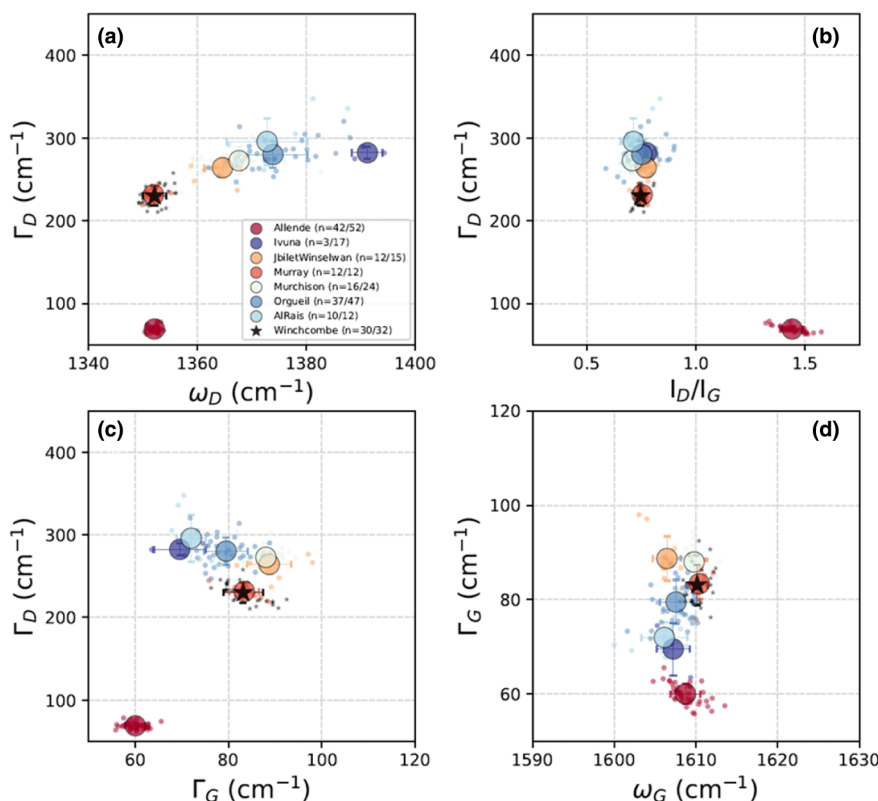 (a)
(b)
400
300
200
100
Γ_D (cm⁻¹)
Allende (n=42/52)
Ivuna (n=3/17)
JbiletWinselwan (n=12/15)
Murray (n=12/12)
Murchison (n=16/24)
Orgueil (n=37/47)
AlRais (n=10/12)
Winchcombe (n=30/32)
1340
1360
1380
1400
ω_D (cm⁻¹)
400
300
200
100
Γ_D (cm⁻¹)
0.5
1.0
1.5
I_D/I_G
(c)
(d)
400
300
200
100
Γ_D (cm⁻¹)
60
80
100
120
Γ_G (cm⁻¹)
120
100
80
60
Γ_G (cm⁻¹)
1590
1600
1610
1620
1630
ω_G (cm⁻¹)